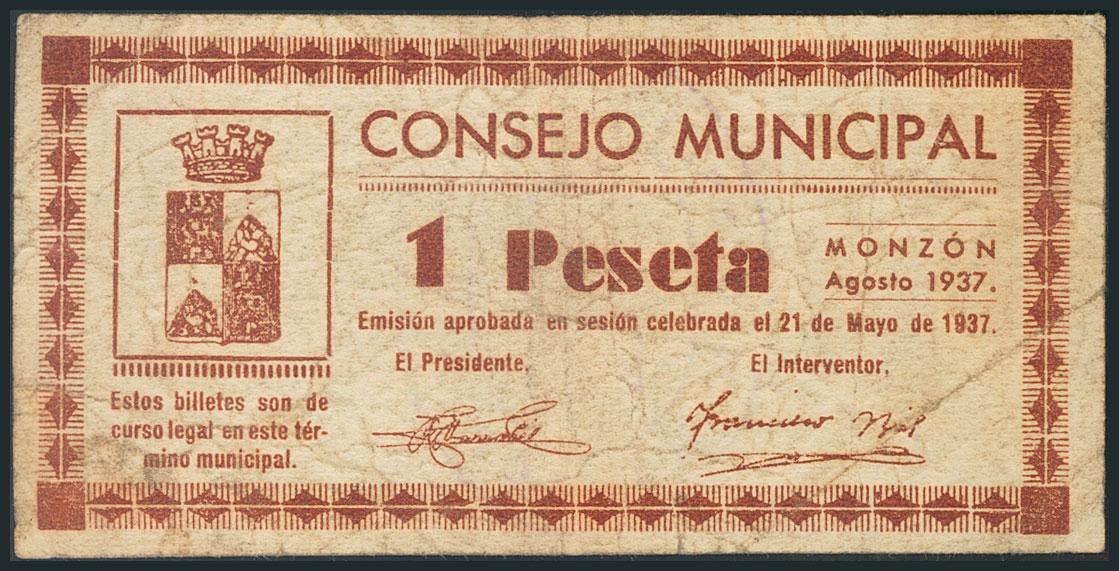 CONSEJO MUNICIPAL
1 Peseta
MONZÓN
Agosto 1937.
Emisión aprobada en sesión celebrada el 21 de Mayo de 1937.
El Presidente,
El Interventor,
Francisco
Estos billetes son de
curso legal en este tér-
mino municipal.